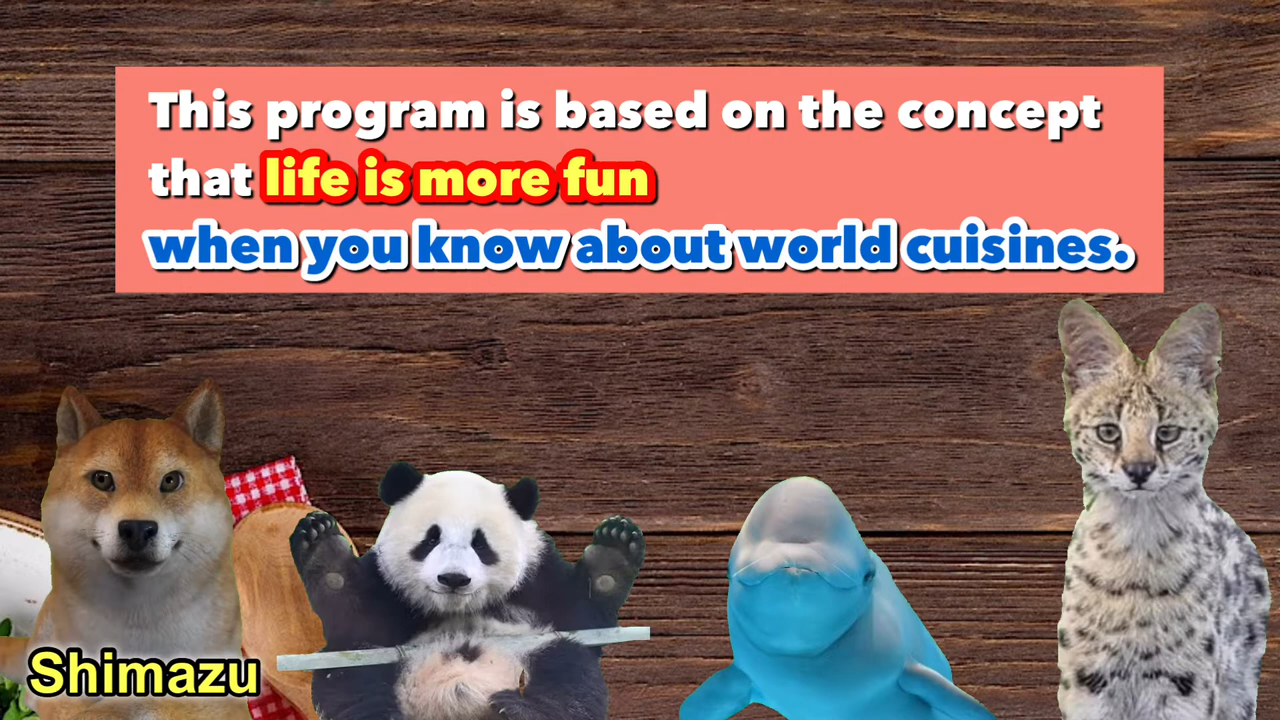 This program is based on the concept
that life is more fun
when you know about world cuisines.
Shimazu